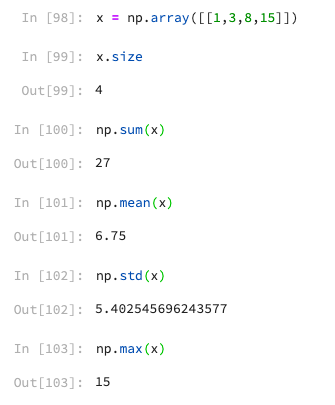 In [98]: x = np.array([[1,3,8,15]])
In [99]: x.size
Out[99]: 4
In [100]: np.sum(x)
Out[100]: 27
In [101]: np.mean(x)
Out[101]: 6.75
In [102]: np.std(x)
Out[102]: 5.402545696243577
In [103]: np.max(x)
Out[103]: 15